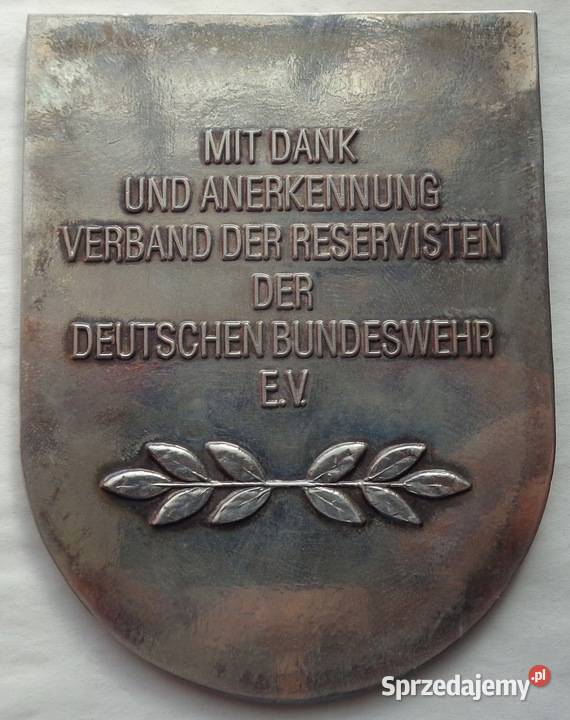 MIT DANK
UND ANERKENNUNG
VERBAND DER RESERVISTEN
DER
DEUTSCHEN BUNDESWEHR
E.V.
Sprzedajemy.pl